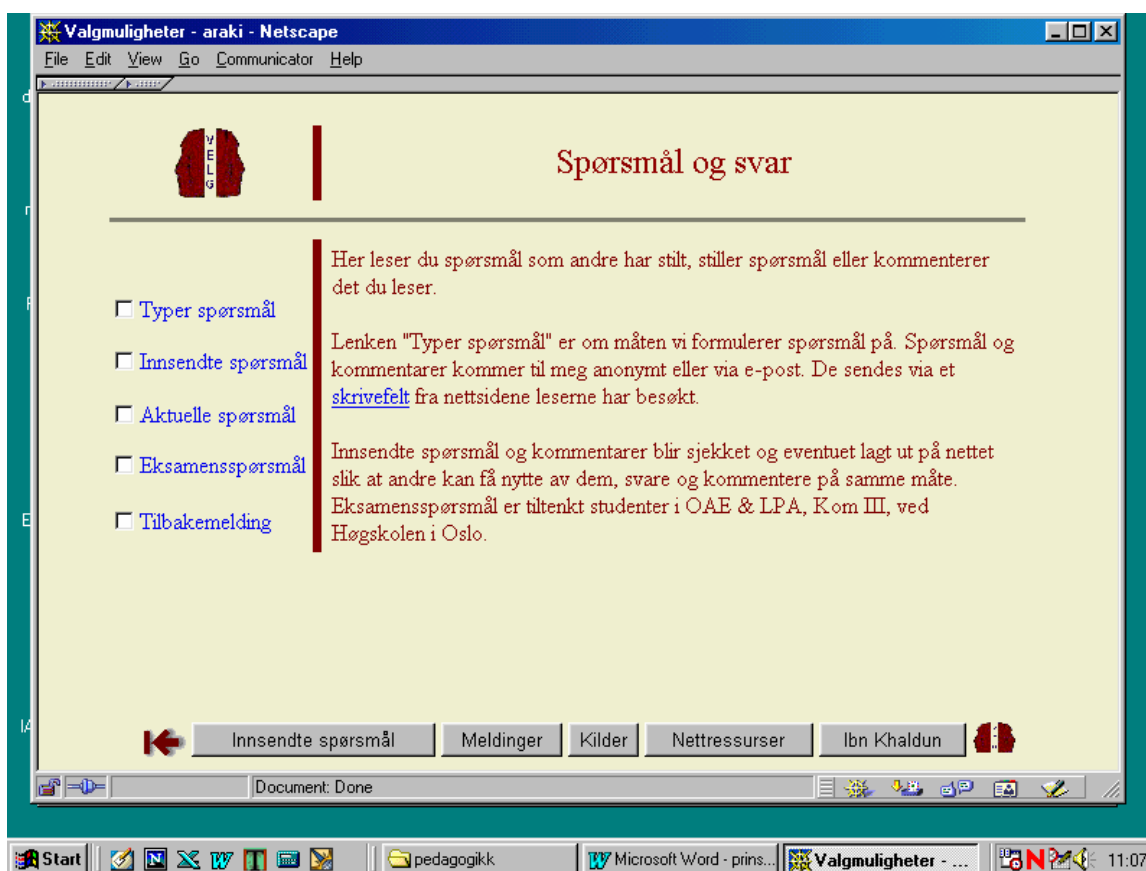 Valgmuligheter - araki - Netscape
File Edit View Go Communicator Help
VELG
Spørsmål og svar
Typer spørsmål
Innsendte spørsmål
Aktuelle spørsmål
Eksamensspørsmål
Tilbakemelding
Her leser du spørsmål som andre har stilt, stiller spørsmål eller kommenterer
det du leser.
Lenken "Typer spørsmål" er om måten vi formulerer spørsmål på. Spørsmål og
kommentarer kommer til meg anonymt eller via e-post. De sendes via et
skrivefelt fra nettsidene leserne har besøkt.
Innsendte spørsmål og kommentarer blir sjekket og eventuet lagt ut på nettet
slik at andre kan få nytte av dem, svare og kommentere på samme måte.
Eksamensspørsmål er tiltenkt studenter i OAE & LPA, Kom III, ved
Høgskolen i Oslo.
Innsendte spørsmål Meldinger Kilder Nettressurser Ibn Khaldun
Document: Done
Start pedagogikk Microsoft Word - prins... Valgmuligheter - ... 11:07